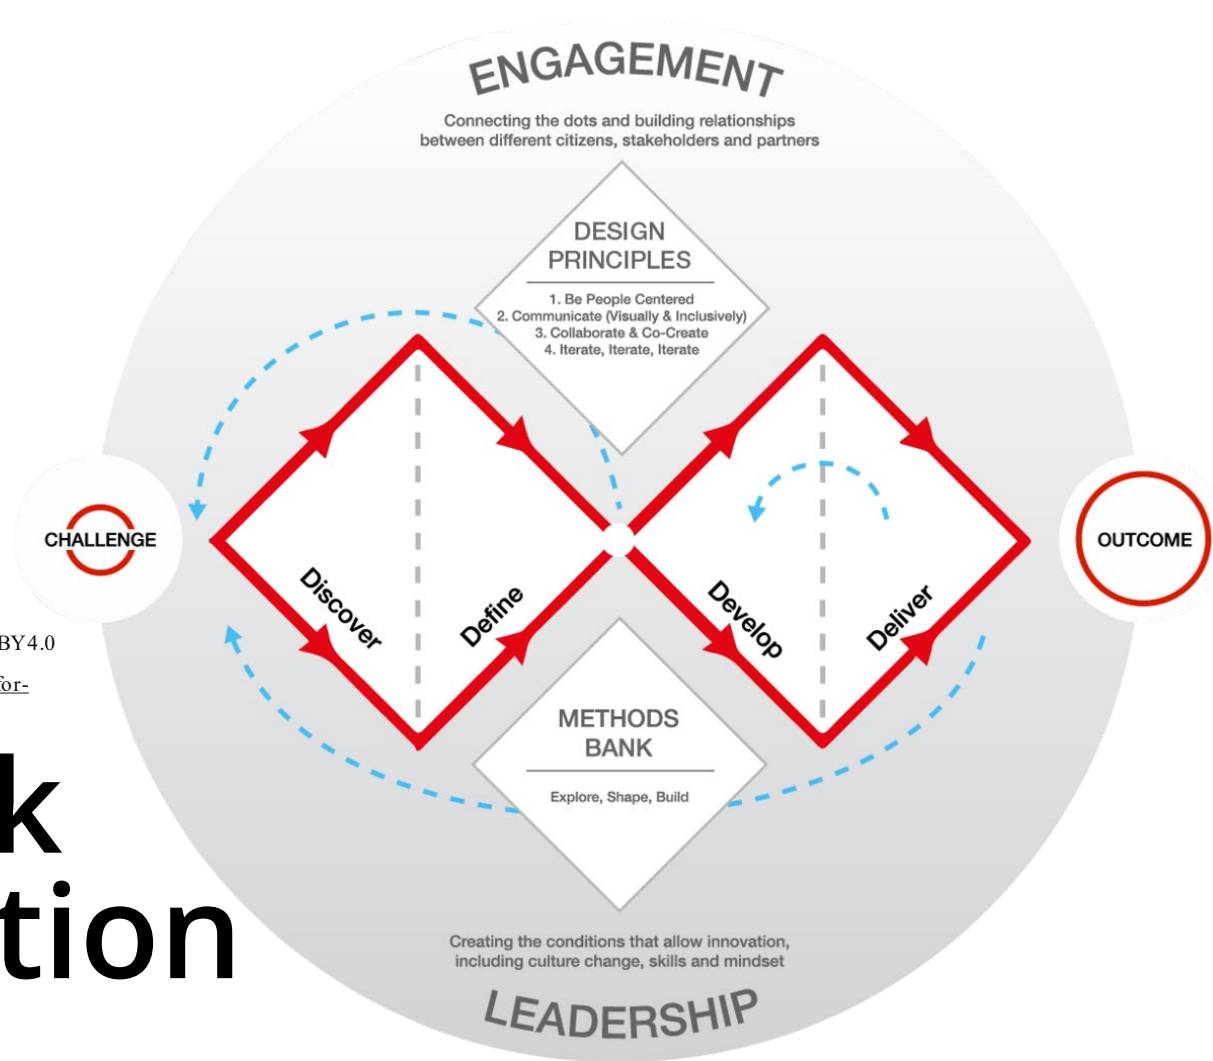 ENGAGEMENT
Connecting the dots and building relationships
between different citizens, stakeholders and partners
DESIGN
PRINCIPLES
1. Be People Centered
2. Communicate (Visually & Inclusively)
3. Collaborate & Co-Create
4. Iterate, Iterate, Iterate
CHALLENGE
OUTCOME
Discover
Define
Develop
Deliver
BY4.0
for-
k
tion
METHODS
BANK
Explore, Shape, Build
Creating the conditions that allow innovation,
including culture change, skills and mindset
LEADERSHIP